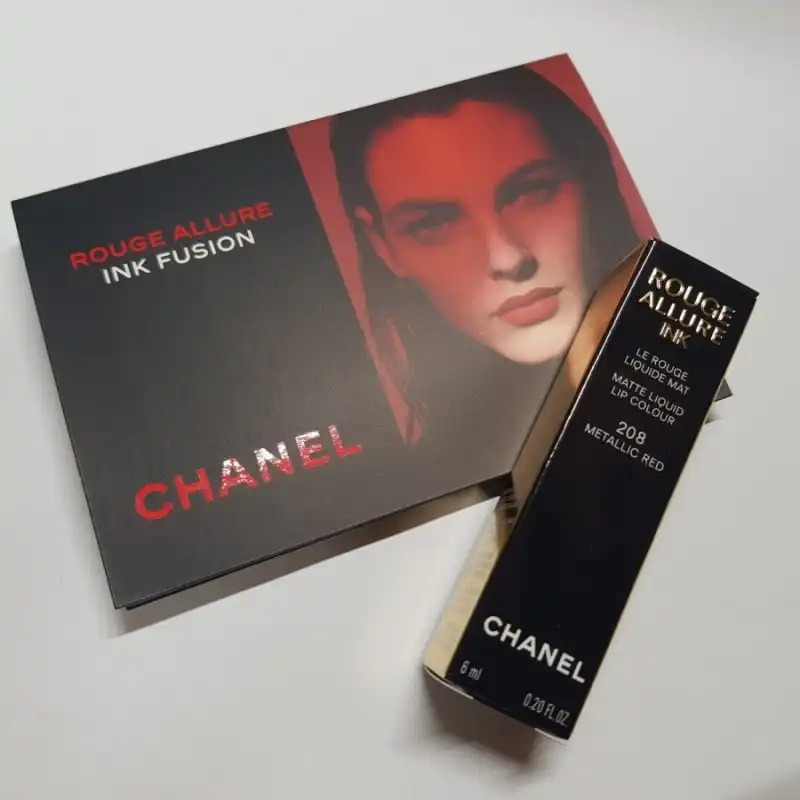 ROUGE ALLURE
INK FUSION
CHANEL
ROUGE
ALLURE
INK
LE ROUGE
LIQUIDE MAT
MATTE LIQUID
LIP COLOUR
208
METALLIC RED
CHANEL
6 ml
0.20 FL.OZ.